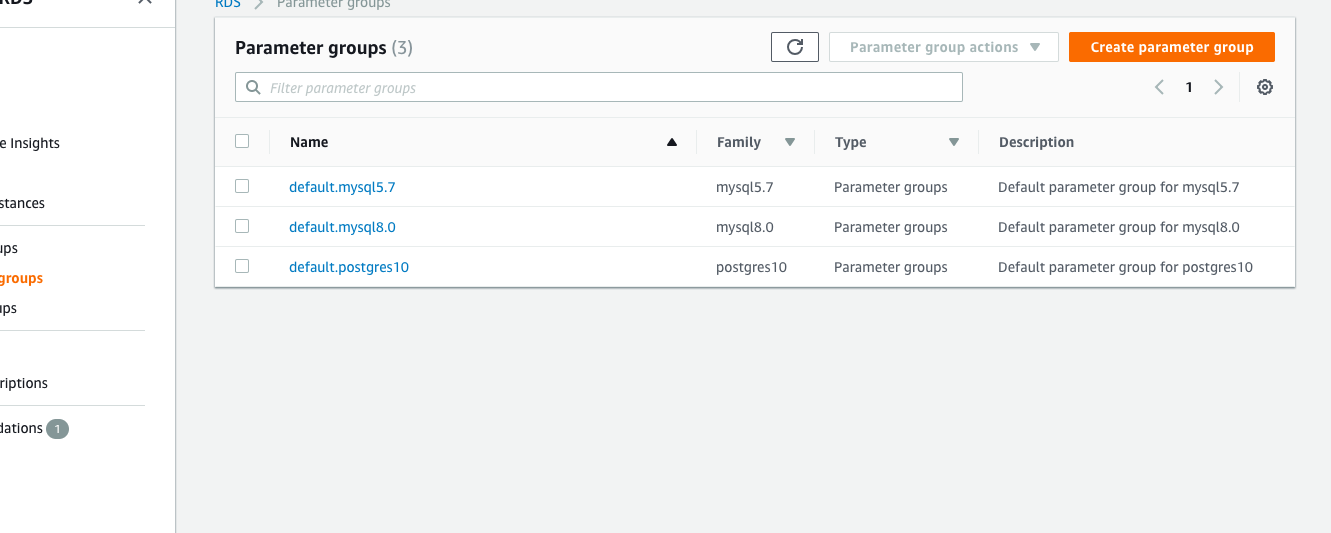 RDS
RDS > Parameter groups
Parameter groups (3)
Parameter group actions
Create parameter group
Filter parameter groups
1
Name Family Type Description
default.mysql5.7 mysql5.7 Parameter groups Default parameter group for mysql5.7
default.mysql8.0 mysql8.0 Parameter groups Default parameter group for mysql8.0
default.postgres10 postgres10 Parameter groups Default parameter group for postgres10
e Insights
stances
ups
groups
ups
riptions
dations 1